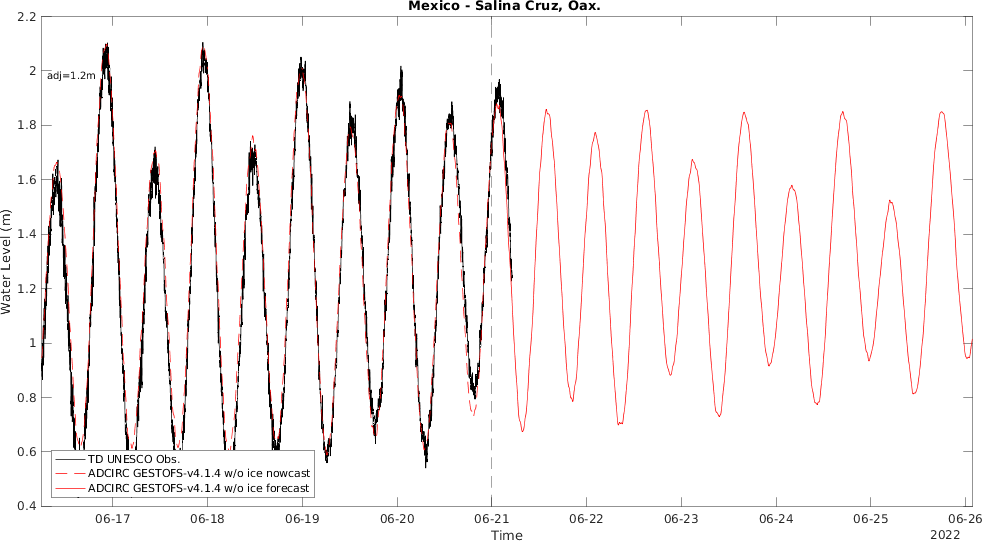 Mexico - Salina Cruz, Oax.
2.2
2
1.8
1.6
1.4
1.2
1
0.8
0.6
0.4
Water Level (m)
adj=1.2m
TD UNESCO Obs.
ADCIRC GESTOFS-v4.1.4 w/o ice nowcast
ADCIRC GESTOFS-v4.1.4 w/o ice forecast
06-17 06-18 06-19 06-20 06-21 06-22 06-23 06-24 06-25 06-26
Time
2022